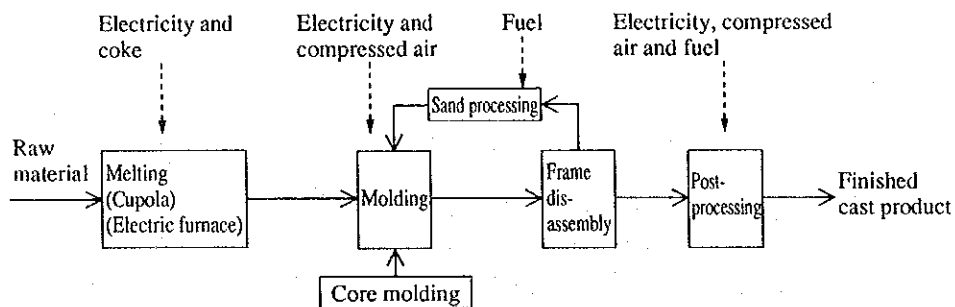 Electricity and
coke
Electricity and
compressed air
Fuel
Electricity, compressed
air and fuel
Sand processing
Raw
material
Melting
(Cupola)
(Electric furnace)
Molding
Frame
dis-
assembly
Post-
processing
Finished
cast product
Core molding